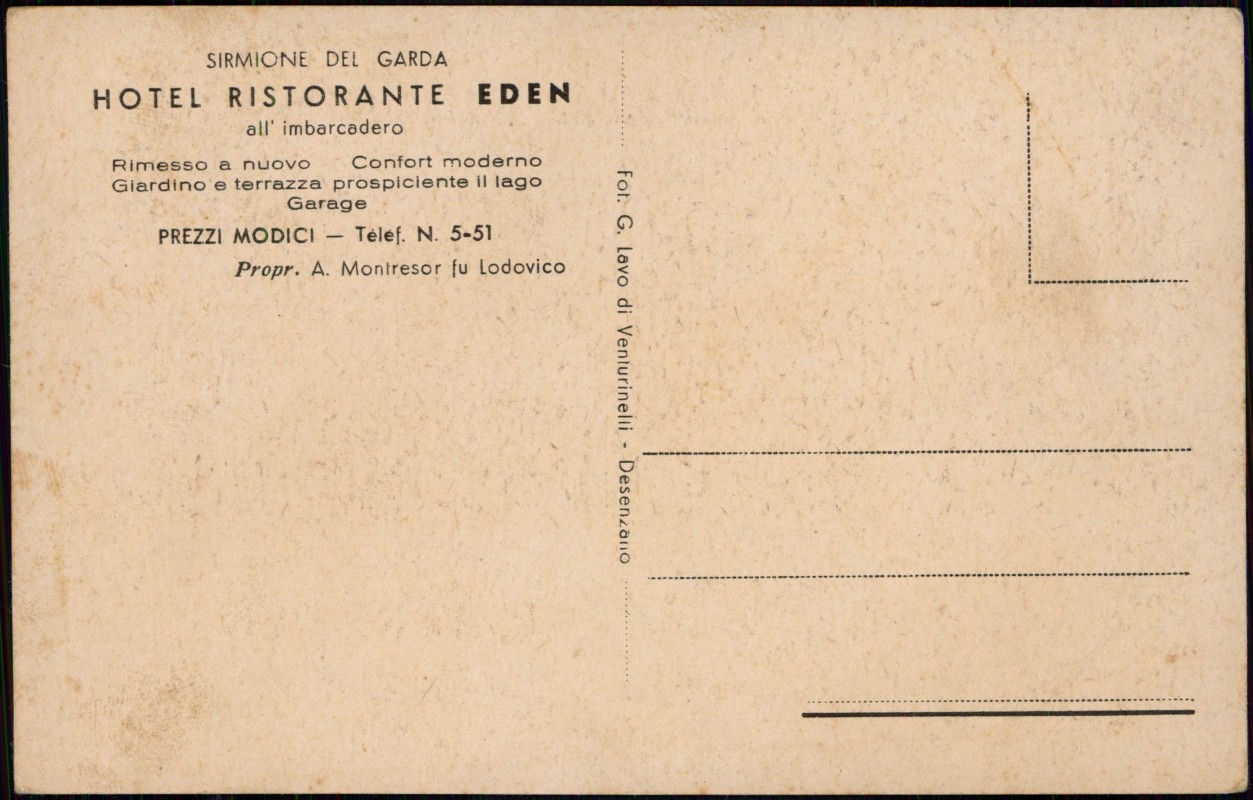 SIRMIONE DEL GARDA
HOTEL RISTORANTE EDEN
all' imbarcadero
Rimesso a nuovo Confort moderno
Giardino e terrazza prospiciente il lago
Garage
PREZZI MODICI — Téléf. N. 5-51
Propr. A. Montresor fu Lodovico
Fot. G. Lavo di Venturinelli - Desenzano